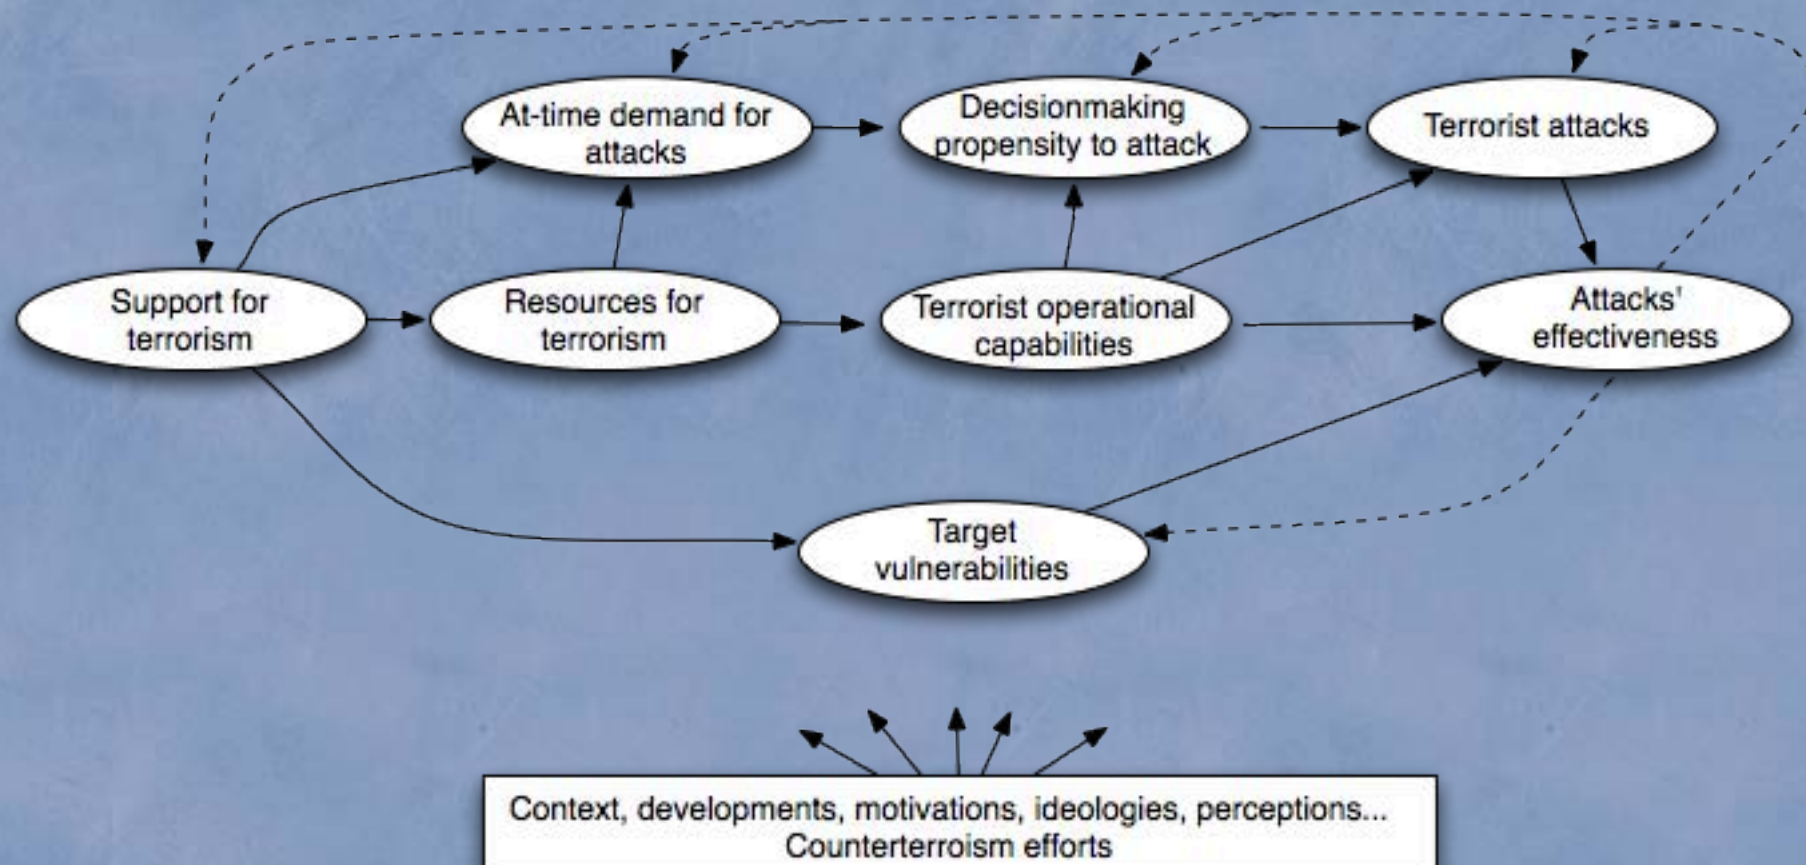 At-time demand for
attacks
Decisionmaking
propensity to attack
Terrorist attacks
Support for
terrorism
Resources for
terrorism
Terrorist operational
capabilities
Attacks'
effectiveness
Target
vulnerabilities
Context, developments, motivations, ideologies, perceptions...
Counterterroism efforts